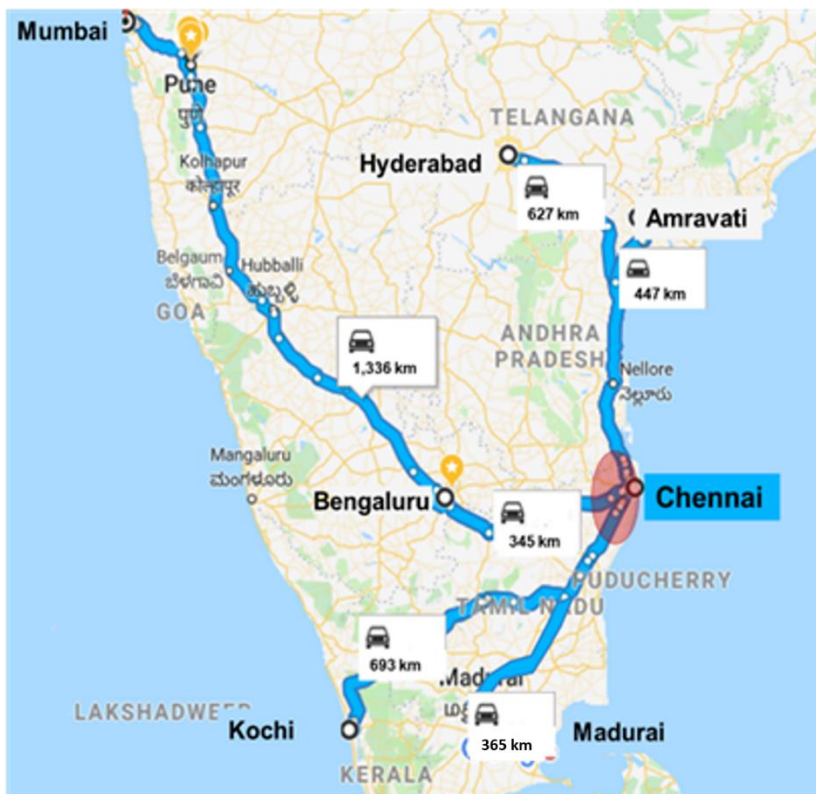 Mumbai
Pune
पुणे
TELANGANA
Hyderabad
Kolhapur
कोल्हापूर
627 km
Amravati
Belgaum
ಬೆಳಗಾವಿ
Hubballi
ಹುಬ್ಬಳ್ಳಿ
447 km
GOA
ANDHRA
PRADESH
1,336 km
Nellore
Mangaluru
ಮಂಗಳೂರು
Bengaluru
Chennai
345 km
PUDUCHERRY
TAMIL NADU
693 km
Madurai
LAKSHADWEEP
Kochi
365 km
Madurai
KERALA